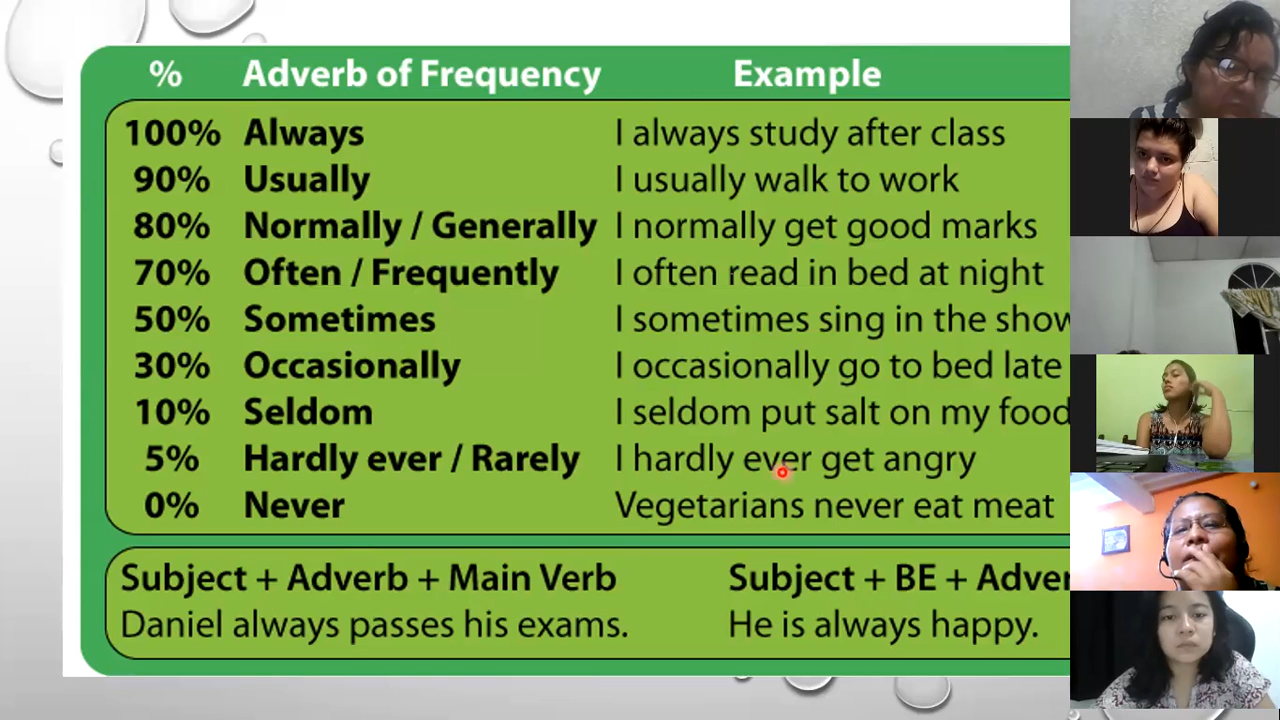 % Adverb of Frequency Example
100% Always I always study after class
90% Usually I usually walk to work
80% Normally / Generally I normally get good marks
70% Often / Frequently I often read in bed at night
50% Sometimes I sometimes sing in the
30% Occasionally I occasionally go to bed late
10% Seldom I seldom put salt on my food
5% Hardly ever / Rarely I hardly ever get angry
0% Never Vegetarians never eat meat
Subject + Adverb + Main Verb Subject + BE +
Daniel always passes his exams. He is always happy.